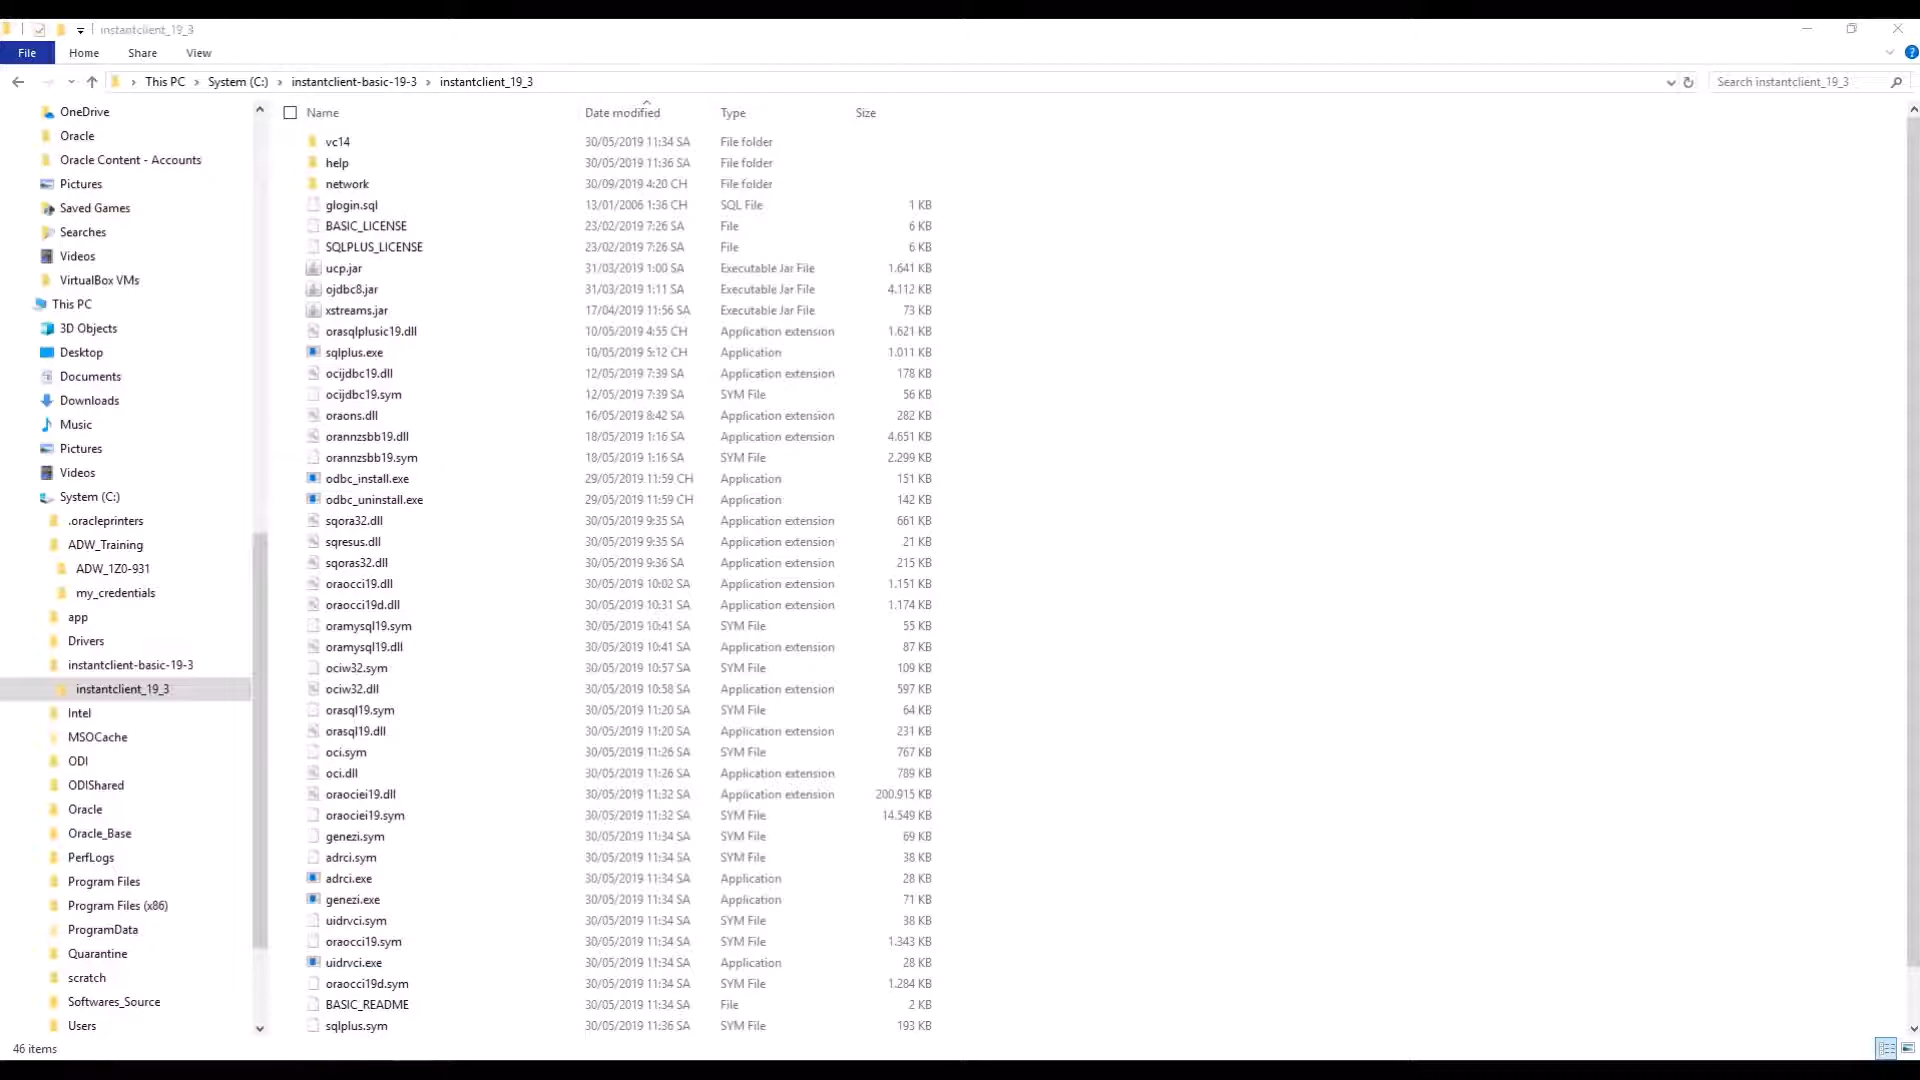 instantclient_19_3
File Home Share View
This PC System (C:) instantclient-basic-19-3 instantclient_19_3 Search instantclient_19_3
OneDrive
Oracle
Oracle Content - Accounts
Pictures
Saved Games
Searches
Videos
VirtualBox VMs
This PC
3D Objects
Desktop
Documents
Downloads
Music
Pictures
Videos
System (C:)
.oracleprinters
ADW_Training
ADW_1Z0-931
my_credentials
app
Drivers
instantclient-basic-19-3
instantclient_19_3
Intel
MSOCache
ODI
ODIShared
Oracle
Oracle_Base
PerfLogs
Program Files
Program Files (x86)
ProgramData
Quarantine
scratch
Softwares_Source
Users
Name Date modified Type Size
vc14 30/05/2019 11:34 SA File folder
help 30/05/2019 11:36 SA File folder
network 30/09/2019 4:20 CH File folder
glogin.sql 13/01/2006 1:36 CH SQL File 1 KB
BASIC_LICENSE 23/02/2019 7:26 SA File 6 KB
SQLPLUS_LICENSE 23/02/2019 7:26 SA File 6 KB
ucp.jar 31/03/2019 1:00 SA Executable Jar File 1.641 KB
ojdbc8.jar 31/03/2019 1:11 SA Executable Jar File 4.112 KB
xstreams.jar 17/04/2019 11:56 SA Executable Jar File 73 KB
orasqlplusic19.dll 10/05/2019 4:55 CH Application extension 1.621 KB
sqlplus.exe 10/05/2019 5:12 CH Application 1.011 KB
ocijdbc19.dll 12/05/2019 7:39 SA Application extension 178 KB
ocijdbc19.sym 12/05/2019 7:39 SA SYM File 56 KB
oraons.dll 16/05/2019 8:42 SA Application extension 282 KB
orannzsbb19.dll 18/05/2019 1:16 SA Application extension 4.651 KB
orannzsbb19.sym 18/05/2019 1:16 SA SYM File 2.299 KB
odbc_install.exe 29/05/2019 11:59 CH Application 151 KB
odbc_uninstall.exe 29/05/2019 11:59 CH Application 142 KB
sqora32.dll 30/05/2019 9:35 SA Application extension 661 KB
sqresus.dll 30/05/2019 9:35 SA Application extension 21 KB
sqoras32.dll 30/05/2019 9:36 SA Application extension 215 KB
oraocci19.dll 30/05/2019 10:02 SA Application extension 1.151 KB
oraocci19d.dll 30/05/2019 10:31 SA Application extension 1.174 KB
oramysql19.sym 30/05/2019 10:41 SA SYM File 55 KB
oramysql19.dll 30/05/2019 10:41 SA Application extension 87 KB
ociw32.sym 30/05/2019 10:57 SA SYM File 109 KB
ociw32.dll 30/05/2019 10:58 SA Application extension 597 KB
orasql19.sym 30/05/2019 11:20 SA SYM File 64 KB
orasql19.dll 30/05/2019 11:20 SA Application extension 231 KB
oci.sym 30/05/2019 11:26 SA SYM File 767 KB
oci.dll 30/05/2019 11:26 SA Application extension 789 KB
oraociei19.dll 30/05/2019 11:32 SA Application extension 200.915 KB
oraociei19.sym 30/05/2019 11:32 SA SYM File 14.549 KB
genezi.sym 30/05/2019 11:34 SA SYM File 69 KB
adrci.sym 30/05/2019 11:34 SA SYM File 38 KB
adrci.exe 30/05/2019 11:34 SA Application 28 KB
genezi.exe 30/05/2019 11:34 SA Application 71 KB
uidrvci.sym 30/05/2019 11:34 SA SYM File 38 KB
oraocci19.sym 30/05/2019 11:34 SA SYM File 1.343 KB
uidrvci.exe 30/05/2019 11:34 SA Application 28 KB
oraocci19d.sym 30/05/2019 11:34 SA SYM File 1.284 KB
BASIC_README 30/05/2019 11:34 SA File 2 KB
sqlplus.sym 30/05/2019 11:36 SA SYM File 193 KB
46 items